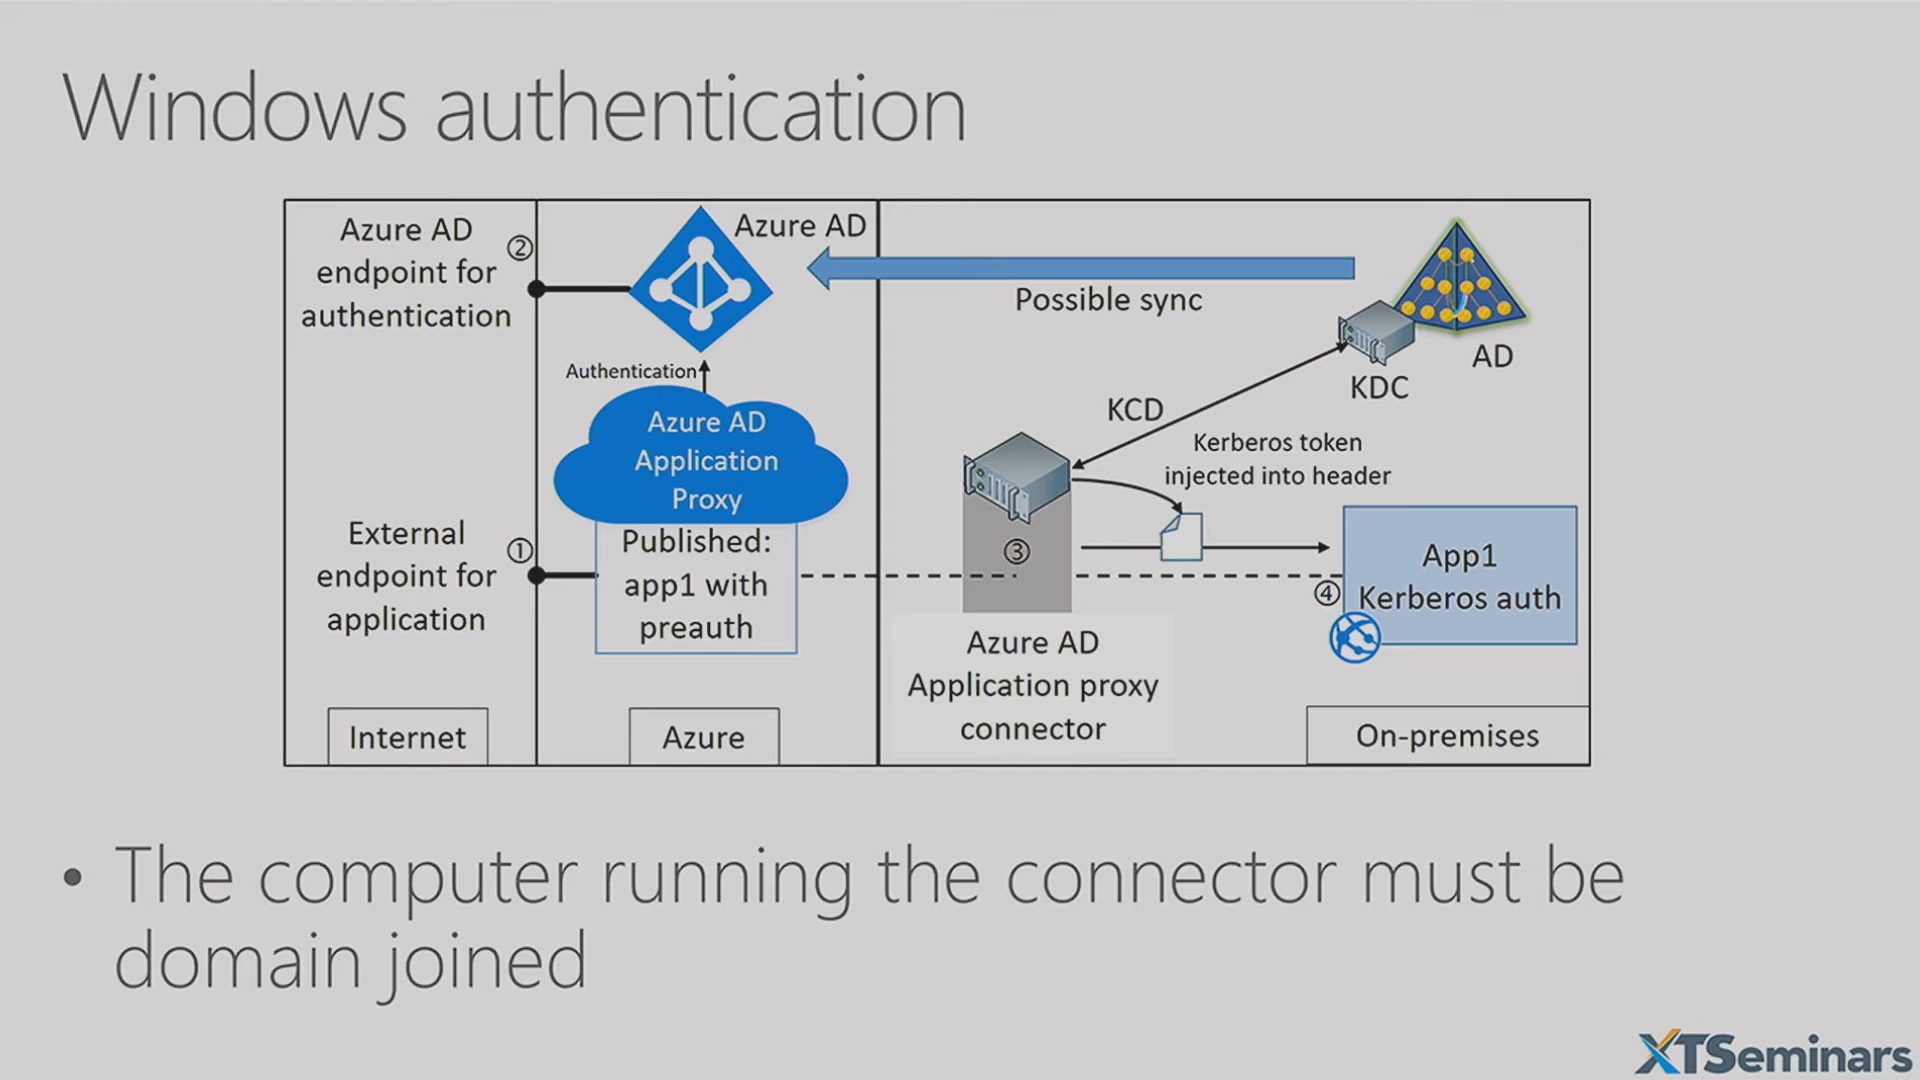 Windows authentication
Azure AD
endpoint for
authentication
②
Azure AD
Possible sync
AD
KDC
Authentication
Azure AD
Application
Proxy
KCD
Kerberos token
injected into header
External
endpoint for
application
①
Published:
app1 with
preauth
③
④
App1
Kerberos auth
Azure AD
Application proxy
connector
Internet
Azure
On-premises
• The computer running the connector must be
domain joined
XTSeminars